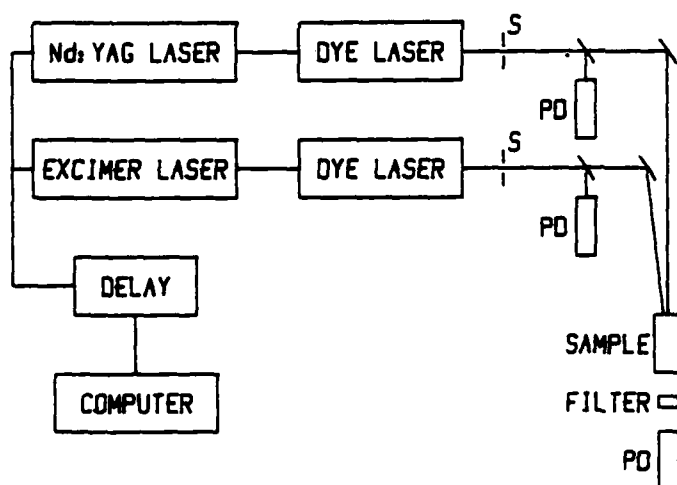 Nd: YAG LASER
DYE LASER
S
PD
EXCIMER LASER
DYE LASER
S
PD
DELAY
SAMPLE
COMPUTER
FILTER
PD